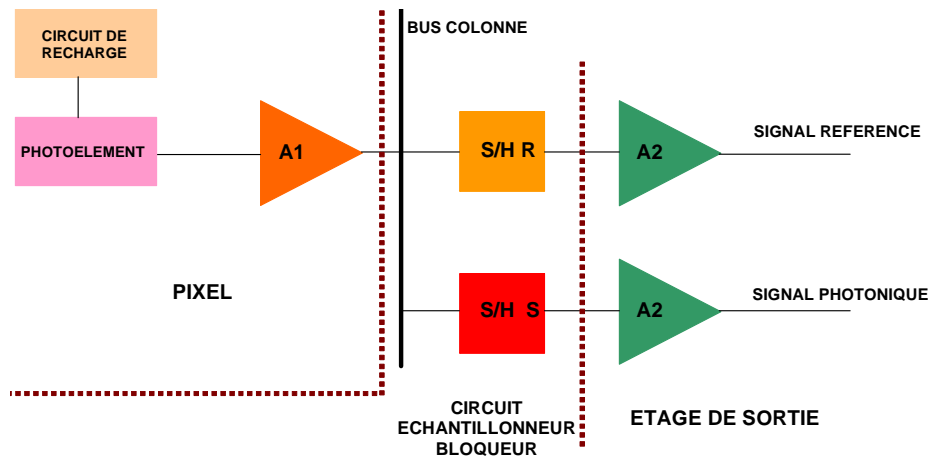 CIRCUIT DE
RECHARGE
BUS COLONNE
PHOTOELEMENT
A1
S/H R
A2
SIGNAL REFERENCE
PIXEL
S/H S
A2
SIGNAL PHOTONIQUE
CIRCUIT
ECHANTILLONEUR
BLOQUEUR
ETAGE DE SORTIE